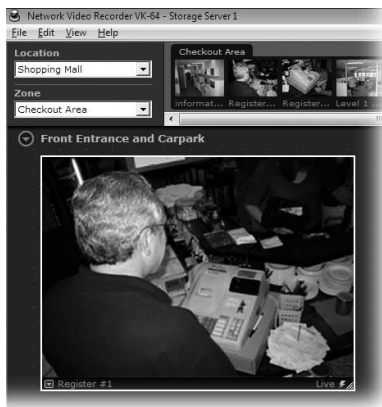 Network Video Recorder VK-64 - Storage Server 1
File Edit View Help
Location
Shopping Mall
Zone
Checkout Area
Checkout Area
informat... Register... Register... Level 1 ...
Front Entrance and Carpark
Register #1 Live